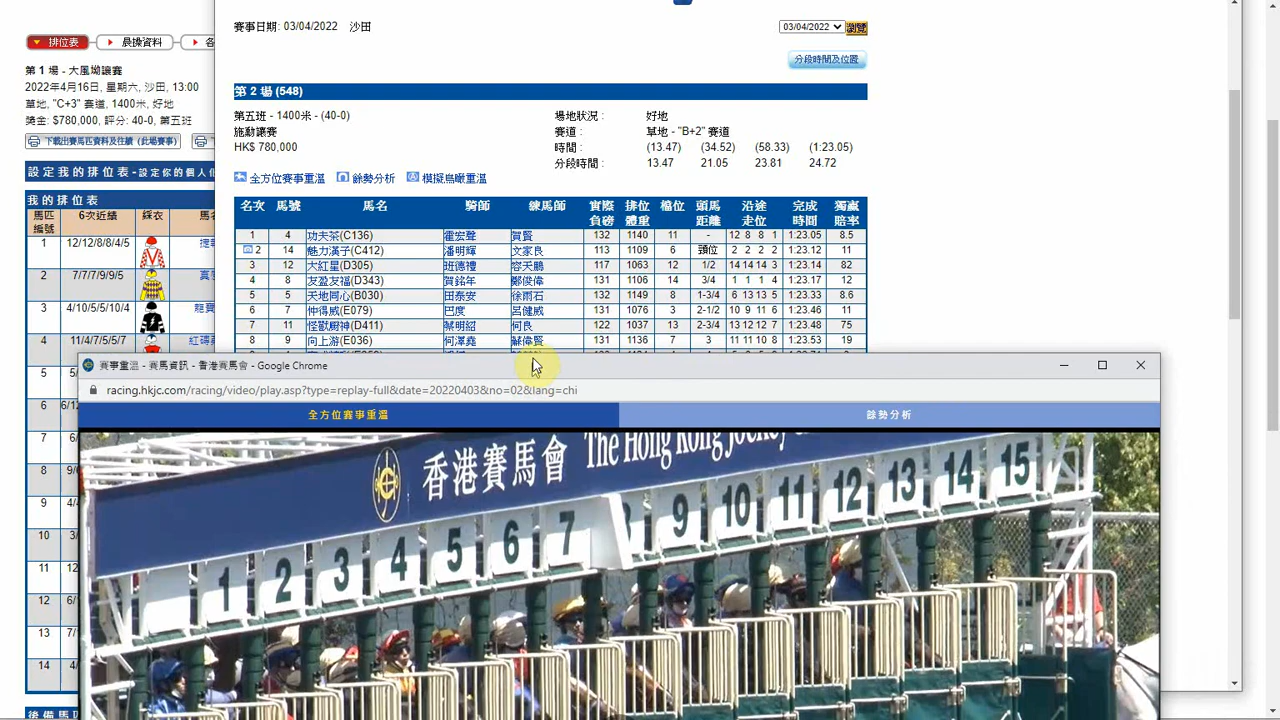 賽事日期: 03/04/2022 沙田
03/04/2022 瀏覽
分段時間及位置
排位表 晨操資料 各
第 1 場 - 大風坳讓賽
2022年4月16日, 星期六, 沙田, 13:00
草地, "C+3" 賽道, 1400米, 好地
獎金: $780,000, 評分: 40-0, 第五班
下載出賽馬匹資料及往績 (此場賽事)
設定我的排位表-設定你的個人
我的排位表
馬匹編號 6次近績 綵衣
1 12/12/8/8/4/5
2 7/7/7/9/9/5
3 4/10/5/5/10/4
4 11/4/7/5/5/7
5
6
7
8
9
10
11
12
13
14
後備馬匹
第 2 場 (548)
第五班 - 1400米 - (40-0) 場地狀況 : 好地
施勳讓賽 賽道 : 草地 - "B+2" 賽道
HK$ 780,000 時間 : (13.47) (34.52) (58.33) (1:23.05)
分段時間 : 13.47 21.05 23.81 24.72
全方位賽事重溫 餘勢分析 模擬鳥瞰重溫
名次 馬號 馬名 騎師 練馬師 實際負磅 排位體重 檔位 頭馬距離 沿途走位 完成時間 獨贏賠率
1 4 功夫茶(C136) 霍宏聲 賀賢 132 1140 11 - 12 8 8 1 1:23.05 8.5
2 14 魅力漢子(C412) 潘明輝 文家良 113 1109 6 頸位 2 2 2 2 1:23.12 11
3 12 大紅星(D305) 班德禮 容天鵬 117 1063 12 1/2 14 14 14 3 1:23.14 82
4 8 友盈友福(D343) 賀銘年 鄭俊偉 131 1106 14 3/4 1 1 1 4 1:23.17 12
5 5 天地同心(B030) 田泰安 徐雨石 132 1149 8 1-3/4 6 13 13 5 1:23.35 8.6
6 7 仲得威(E079) 巴度 呂健威 131 1076 3 2-1/2 10 9 11 6 1:23.46 11
7 11 怪獸廚神(D411) 蔡明紹 何良 122 1037 13 2-3/4 13 12 12 7 1:23.48 75
8 9 向上游(E036) 何澤堯 蘇偉賢 131 1136 7 3 11 11 10 8 1:23.53 19
賽事重溫 - 賽馬資訊 - 香港賽馬會 - Google Chrome
racing.hkjc.com/racing/video/play.asp?type=replay-full&date=20220403&no=02&lang=chi
全方位賽事重溫 餘勢分析
香港賽馬會 The Hong Kong Jockey
1 2 3 4 5 6 7 8 9 10 11 12 13 14 15